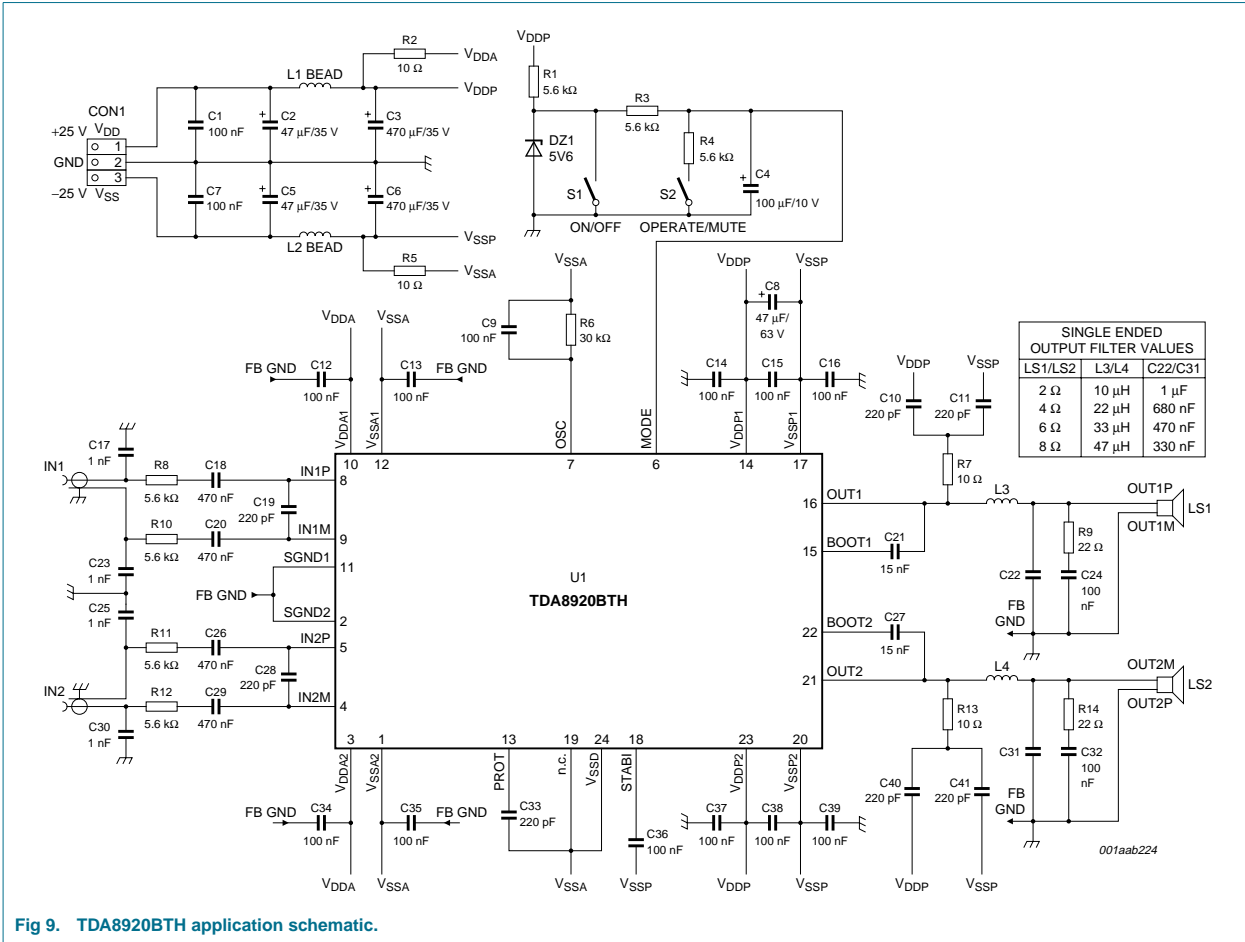 R2
10 Ω
VDDA
L1 BEAD
VDDP
CON1
+25 V VDD
1
GND
2
3
−25 V VSS
C1
100 nF
C2
47 μF/35 V
C3
470 μF/35 V
C7
100 nF
C5
47 μF/35 V
C6
470 μF/35 V
L2 BEAD
VSSP
R5
10 Ω
VSSA
VDDP
R1
5.6 kΩ
R3
5.6 kΩ
DZ1
5V6
R4
5.6 kΩ
S1
S2
C4
100 μF/10 V
ON/OFF
OPERATE/MUTE
VSSA
C9
100 nF
R6
30 kΩ
VDDP
VSSP
C8
47 μF/
63 V
C14
100 nF
C15
100 nF
C16
100 nF
VDDA
VSSA
FB GND
C12
100 nF
C13
100 nF
FB GND
SINGLE ENDED
OUTPUT FILTER VALUES
LS1/LS2 L3/L4 C22/C31
2 Ω 10 μH 1 μF
4 Ω 22 μH 680 nF
6 Ω 33 μH 470 nF
8 Ω 47 μH 330 nF
VDDP
VSSP
C10
220 pF
C11
220 pF
R7
10 Ω
VDDA1
VSSA1
OSC
MODE
VDDP1
VSSP1
10
12
7
6
14
17
IN1
C17
1 nF
R8
5.6 kΩ
C18
470 nF
IN1P
8
C19
220 pF
R10
5.6 kΩ
C20
470 nF
IN1M
9
C23
1 nF
SGND1
11
FB GND
SGND2
2
C25
1 nF
R11
5.6 kΩ
C26
470 nF
IN2P
5
C28
220 pF
IN2
R12
5.6 kΩ
C29
470 nF
IN2M
4
C30
1 nF
U1
TDA8920BTH
16
OUT1
15
BOOT1
C21
15 nF
L3
OUT1P
OUT1M
LS1
R9
22 Ω
C22
C24
100
nF
FB
GND
22
BOOT2
C27
15 nF
21
OUT2
L4
OUT2M
OUT2P
LS2
R13
10 Ω
R14
22 Ω
C31
C32
100
nF
FB
GND
C40
220 pF
C41
220 pF
VDDP
VSSP
3
1
13
19
24
18
23
20
VDDA2
VSSA2
PROT
n.c.
VSSD
STABI
VDDP2
VSSP2
FB GND
C34
100 nF
C35
100 nF
FB GND
C33
220 pF
C36
100 nF
C37
100 nF
C38
100 nF
C39
100 nF
VDDA
VSSA
VSSA
VSSP
VDDP
VSSP
001aab224
Fig 9. TDA8920BTH application schematic.